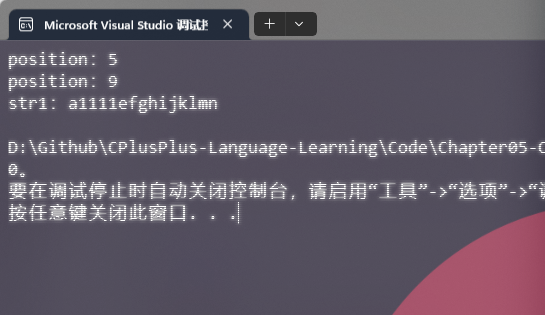 Microsoft Visual Studio 调试
position: 5
position: 9
str1: a1111efghijklmn
D:\Github\CPlusPlus-Language-Learning\Code\Chapter05-
0。
要在调试停止时自动关闭控制台，请启用“工具”->“选项”->“
按任意键关闭此窗口. . .